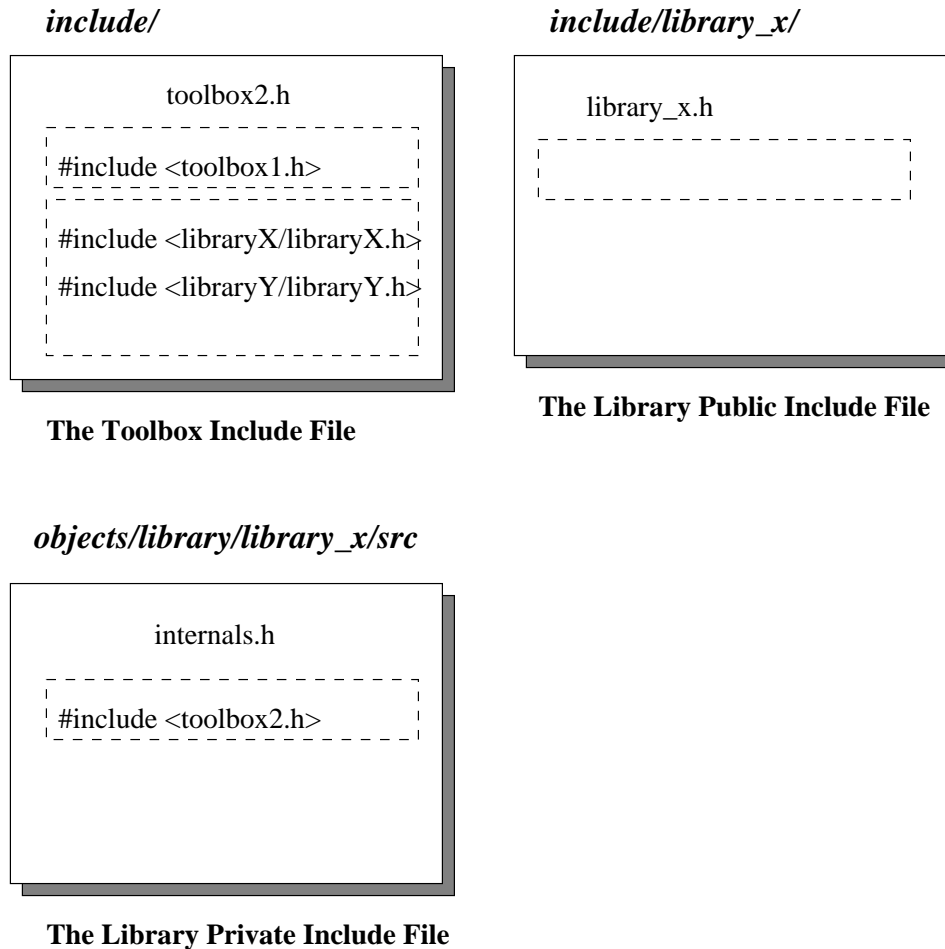 include/
toolbox2.h
#include <toolbox1.h>
#include <libraryX/libraryX.h>
#include <libraryY/libraryY.h>
The Toolbox Include File
include/library_x/
library_x.h
The Library Public Include File
objects/library/library_x/src
internals.h
#include <toolbox2.h>
The Library Private Include File